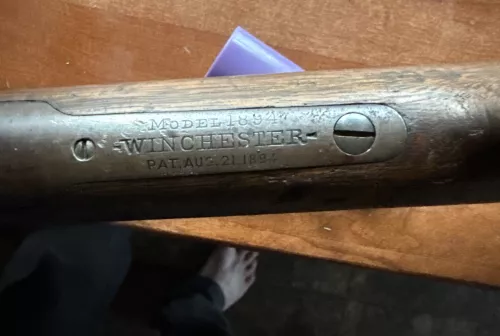 MODEL 1894
-WINCHESTER-
PAT. AUG. 21. 1894